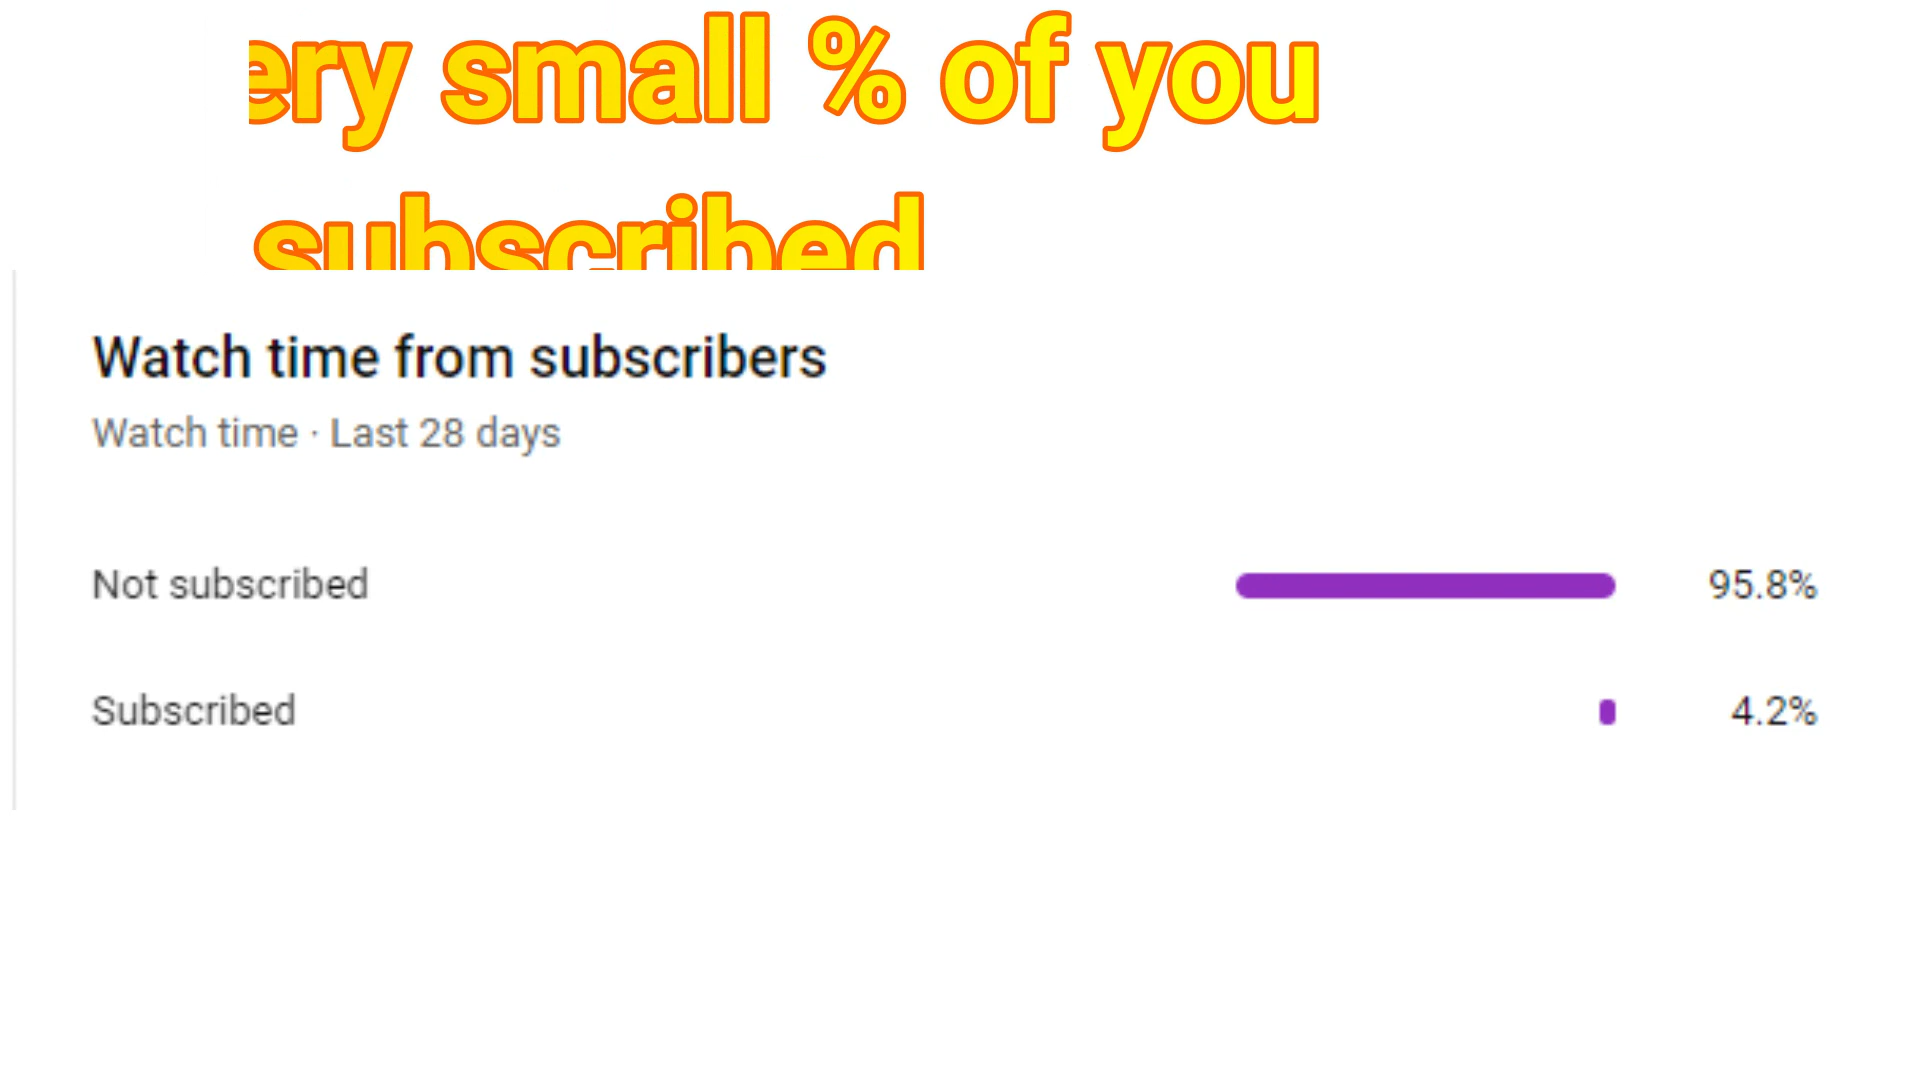 ery small % of you
subscribed
Watch time from subscribers
Watch time · Last 28 days
Not subscribed 95.8%
Subscribed 4.2%